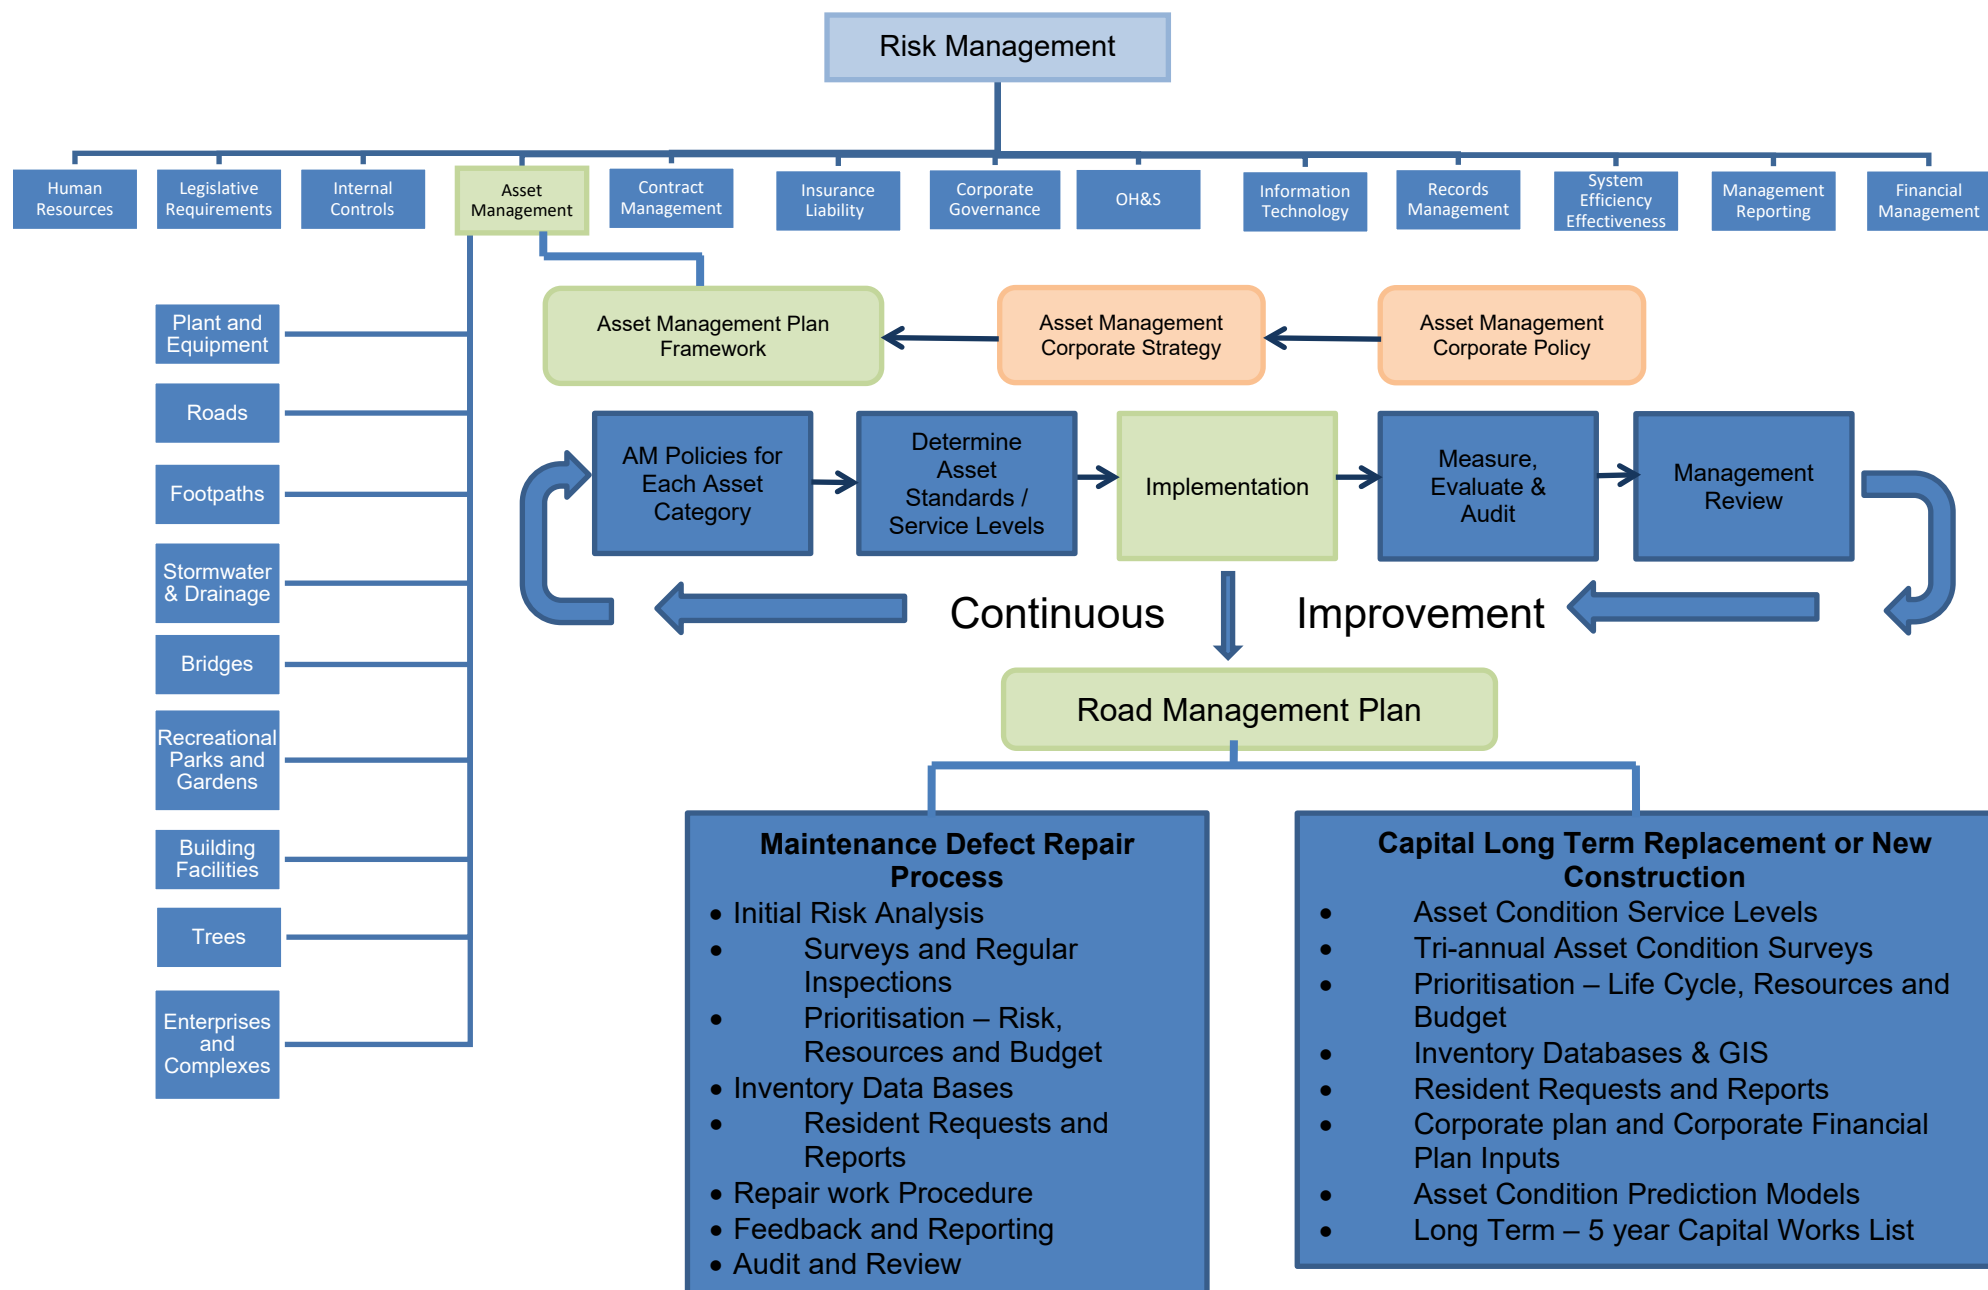 Risk Management
Human
Resources
Legislative
Requirements
Internal
Controls
Asset
Management
Contract
Management
Insurance
Liability
Corporate
Governance
OH&S
Information
Technology
Records
Management
System
Efficiency
Effectiveness
Management
Reporting
Financial
Management
Plant and
Equipment
Roads
Footpaths
Stormwater
& Drainage
Bridges
Recreational
Parks and
Gardens
Building
Facilities
Trees
Enterprises
and
Complexes
Asset Management Plan
Framework
Asset Management
Corporate Strategy
Asset Management
Corporate Policy
AM Policies for
Each Asset
Category
Determine
Asset
Standards /
Service Levels
Implementation
Measure,
Evaluate &
Audit
Management
Review
Continuous Improvement
Road Management Plan
Maintenance Defect Repair
Process
• Initial Risk Analysis
• Surveys and Regular
Inspections
• Prioritisation – Risk,
Resources and Budget
• Inventory Data Bases
• Resident Requests and
Reports
• Repair work Procedure
• Feedback and Reporting
• Audit and Review
Capital Long Term Replacement or New
Construction
• Asset Condition Service Levels
• Tri-annual Asset Condition Surveys
• Prioritisation – Life Cycle, Resources and
Budget
• Inventory Databases & GIS
• Resident Requests and Reports
• Corporate plan and Corporate Financial
Plan Inputs
• Asset Condition Prediction Models
• Long Term – 5 year Capital Works List